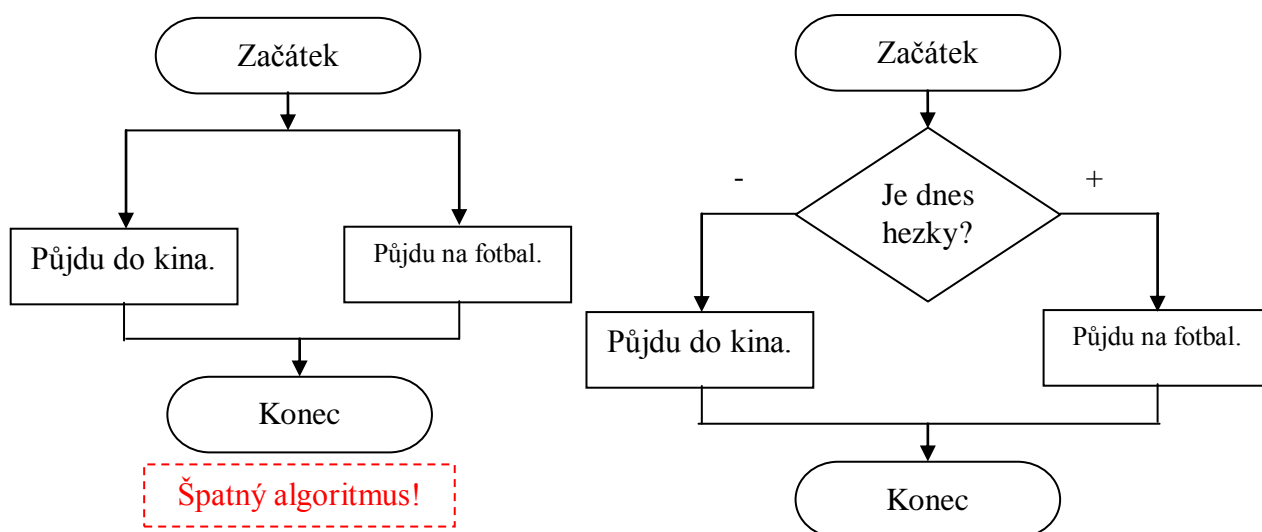 Začátek
Půjdu do kina.
Půjdu na fotbal.
Konec
Špatný algoritmus!
Začátek
Je dnes
hezky?
-
+
Půjdu do kina.
Půjdu na fotbal.
Konec